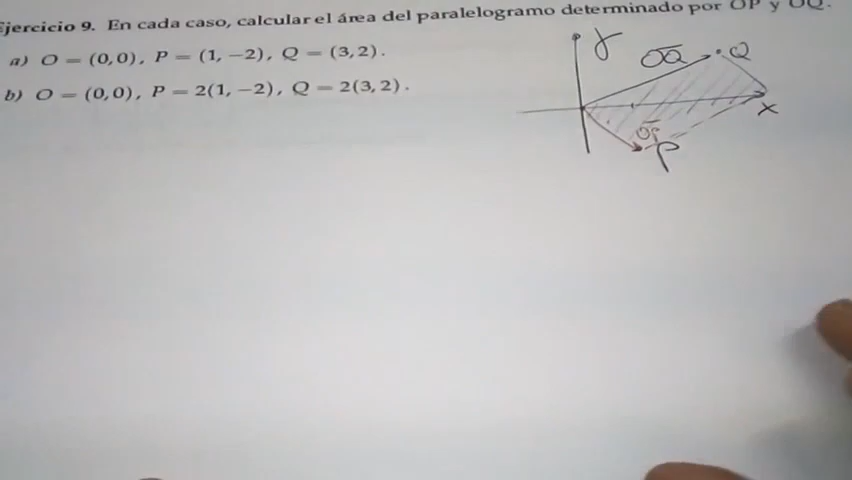 Ejercicio 9. En cada caso, calcular el área del paralelogramo determinado por OP y OQ.
a) O = (0,0), P = (1,−2), Q = (3,2).
b) O = (0,0), P = 2(1,−2), Q = 2(3,2).
y
OQ
Q
x
OP
P